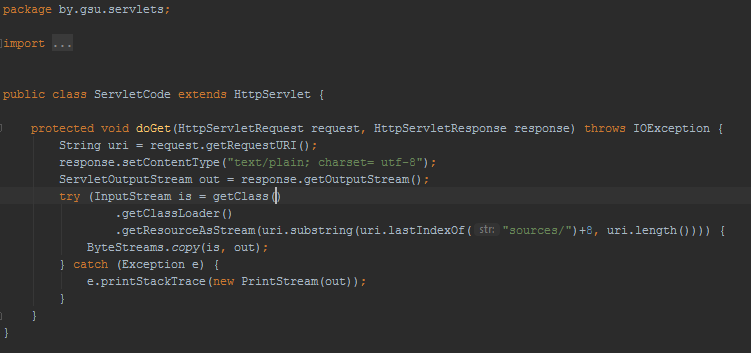 package by.gsu.servlets;
import ...
public class ServletCode extends HttpServlet {
protected void doGet(HttpServletRequest request, HttpServletResponse response) throws IOException {
String uri = request.getRequestURI();
response.setContentType("text/plain; charset= utf-8");
ServletOutputStream out = response.getOutputStream();
try (InputStream is = getClass()
.getClassLoader()
.getResourceAsStream(uri.substring(uri.lastIndexOf( str: "sources/")+8, uri.length()))) {
ByteStreams.copy(is, out);
} catch (Exception e) {
e.printStackTrace(new PrintStream(out));
}
}
}